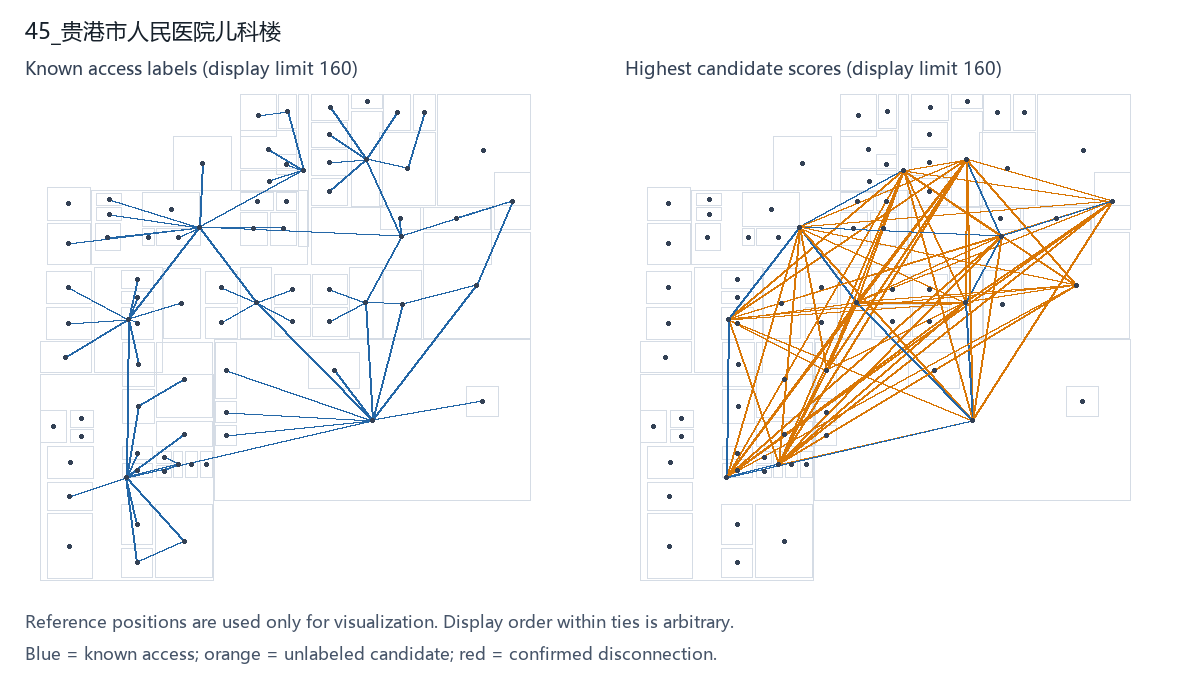 45_贵港市人民医院儿科楼
Known access labels (display limit 160)
Highest candidate scores (display limit 160)
Reference positions are used only for visualization. Display order within ties is arbitrary.
Blue = known access; orange = unlabeled candidate; red = confirmed disconnection.